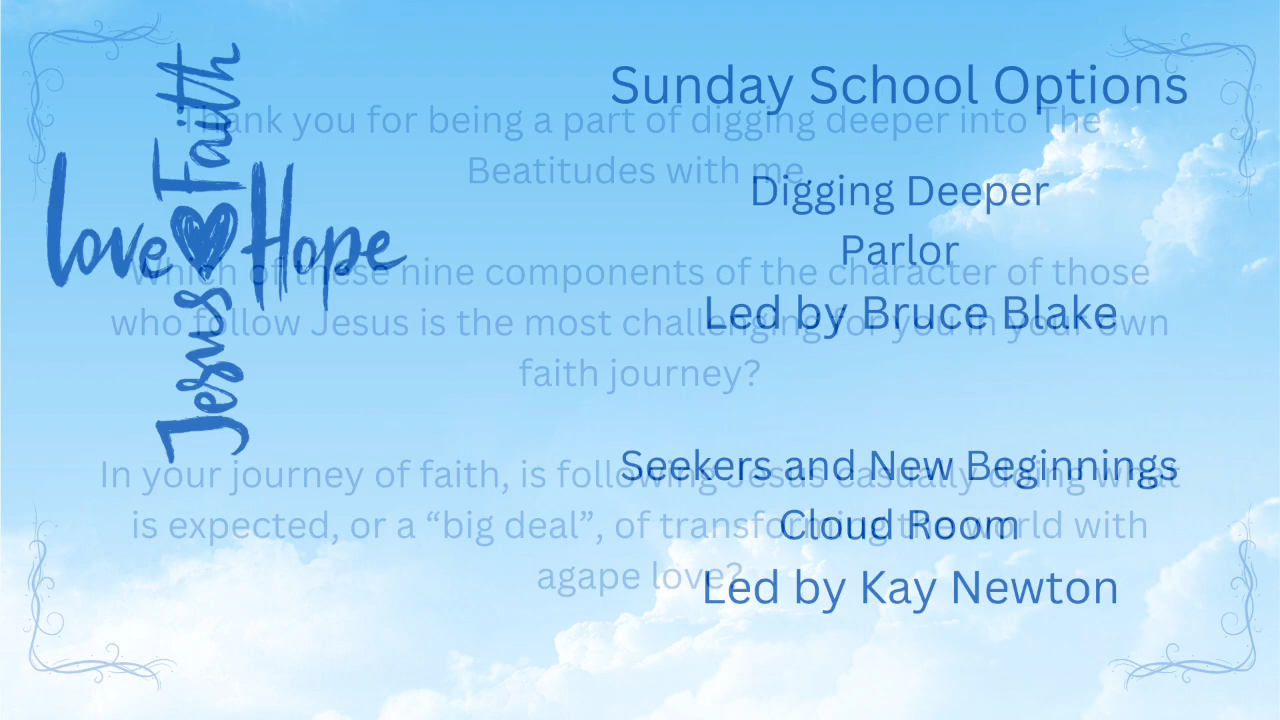 Faith
Love Hope
Jesus
Sunday School Options
Digging Deeper
Parlor
Led by Bruce Blake
Seekers and New Beginnings
Cloud Room
Led by Kay Newton
Thank you for being a part of digging deeper into The
Beatitudes with me
Which of these nine components of the character of those
who follow Jesus is the most challenging for you in your own
faith journey?
In your journey of faith, is following Jesus casually doing what
is expected, or a “big deal”, of transforming the world with
agape love?